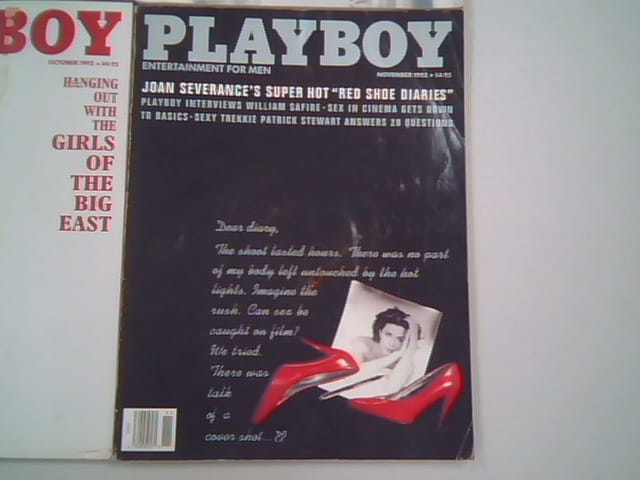 BOY
OCTOBER 1992 • $4.95
HANGING
OUT
WITH
THE
GIRLS
OF
THE
BIG
EAST
PLAYBOY
ENTERTAINMENT FOR MEN
NOVEMBER 1992 • $4.95
JOAN SEVERANCE'S SUPER HOT "RED SHOE DIARIES"
PLAYBOY INTERVIEWS WILLIAM SAFIRE • SEX IN CINEMA GETS DOWN
TO BASICS • SEXY TREKKIE PATRICK STEWART ANSWERS 20 QUESTIONS
Dear diary,
The shoot lasted hours. There was no part
of my body left untouched by the hot
lights. Imagine the
rush. Can sex be
caught on film?
We tried.
There was
talk
of a
cover shot...